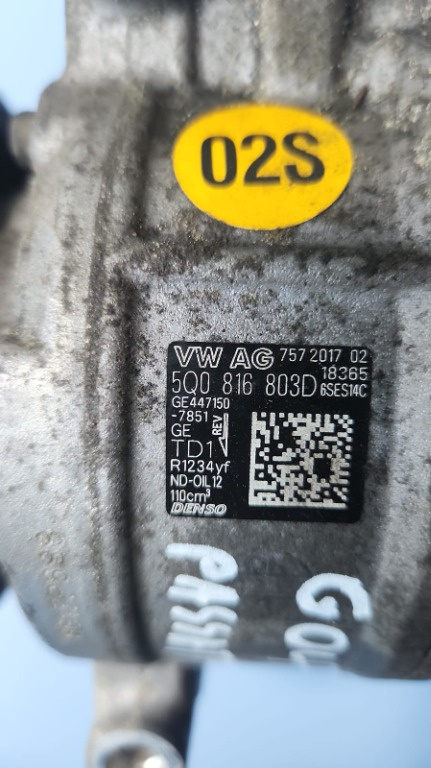 02S
VW AG 757 2017 02
18365
5Q0 816 803D 6SES14C
GE447150
-7851
GE REV
TD1
R1234yf
ND-OIL12
110cm³
DENSO